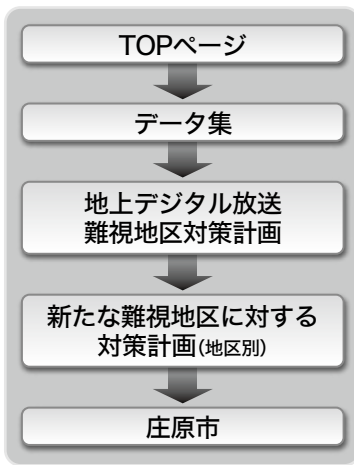 TOPページ
データ集
地上デジタル放送
難視地区対策計画
新たな難視地区に対する
対策計画(地区別)
庄原市